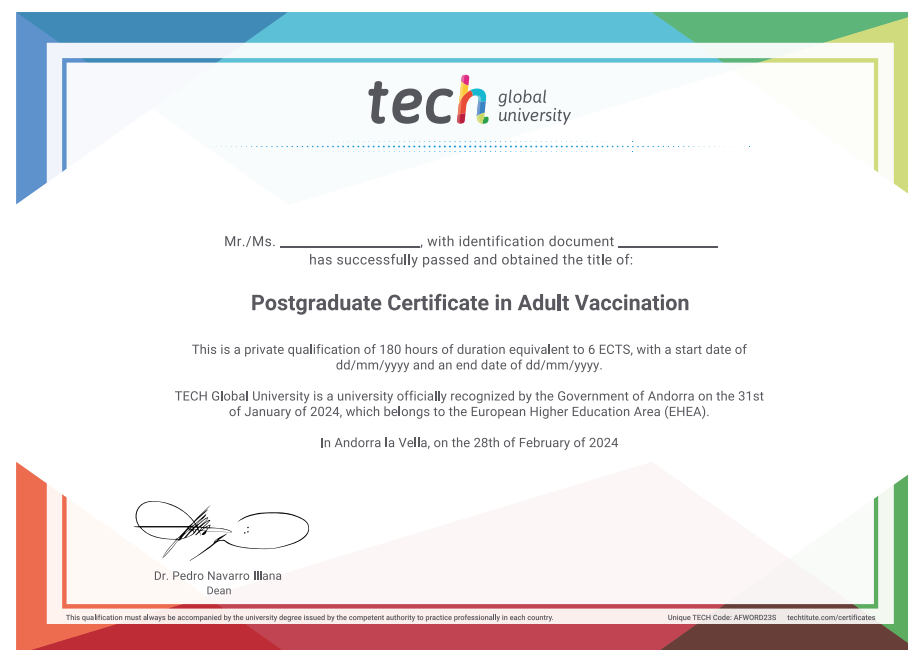 tech global
university
Mr./Ms. ____________________, with identification document ______________
has successfully passed and obtained the title of:
Postgraduate Certificate in Adult Vaccination
This is a private qualification of 180 hours of duration equivalent to 6 ECTS, with a start date of
dd/mm/yyyy and an end date of dd/mm/yyyy.
TECH Global University is a university officially recognized by the Government of Andorra on the 31st
of January of 2024, which belongs to the European Higher Education Area (EHEA).
In Andorra la Vella, on the 28th of February of 2024
Dr. Pedro Navarro Illana
Dean
This qualification must always be accompanied by the university degree issued by the competent authority to practice professionally in each country.
Unique TECH Code: AFWORD23S techtitute.com/certificates